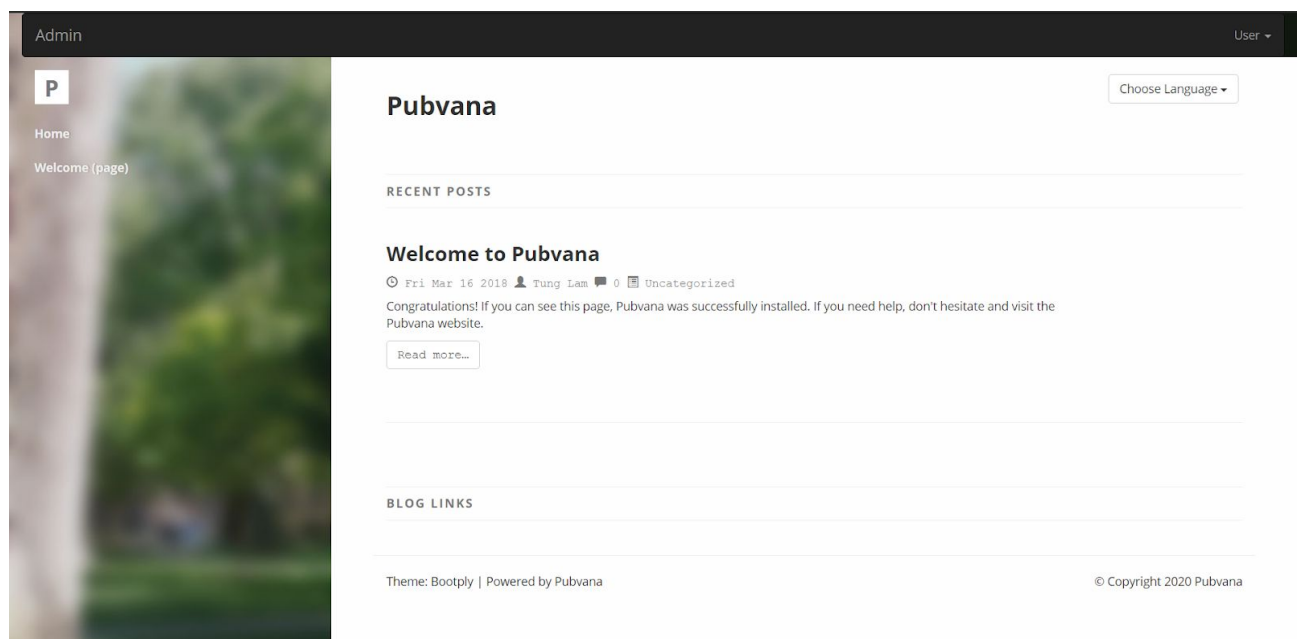 Admin
User
P
Home
Welcome (page)
Choose Language
Pubvana
RECENT POSTS
Welcome to Pubvana
Fri Mar 16 2018 Tung Lam 0 Uncategorized
Congratulations! If you can see this page, Pubvana was successfully installed. If you need help, don't hesitate and visit the
Pubvana website.
Read more…
BLOG LINKS
Theme: Bootply | Powered by Pubvana
© Copyright 2020 Pubvana